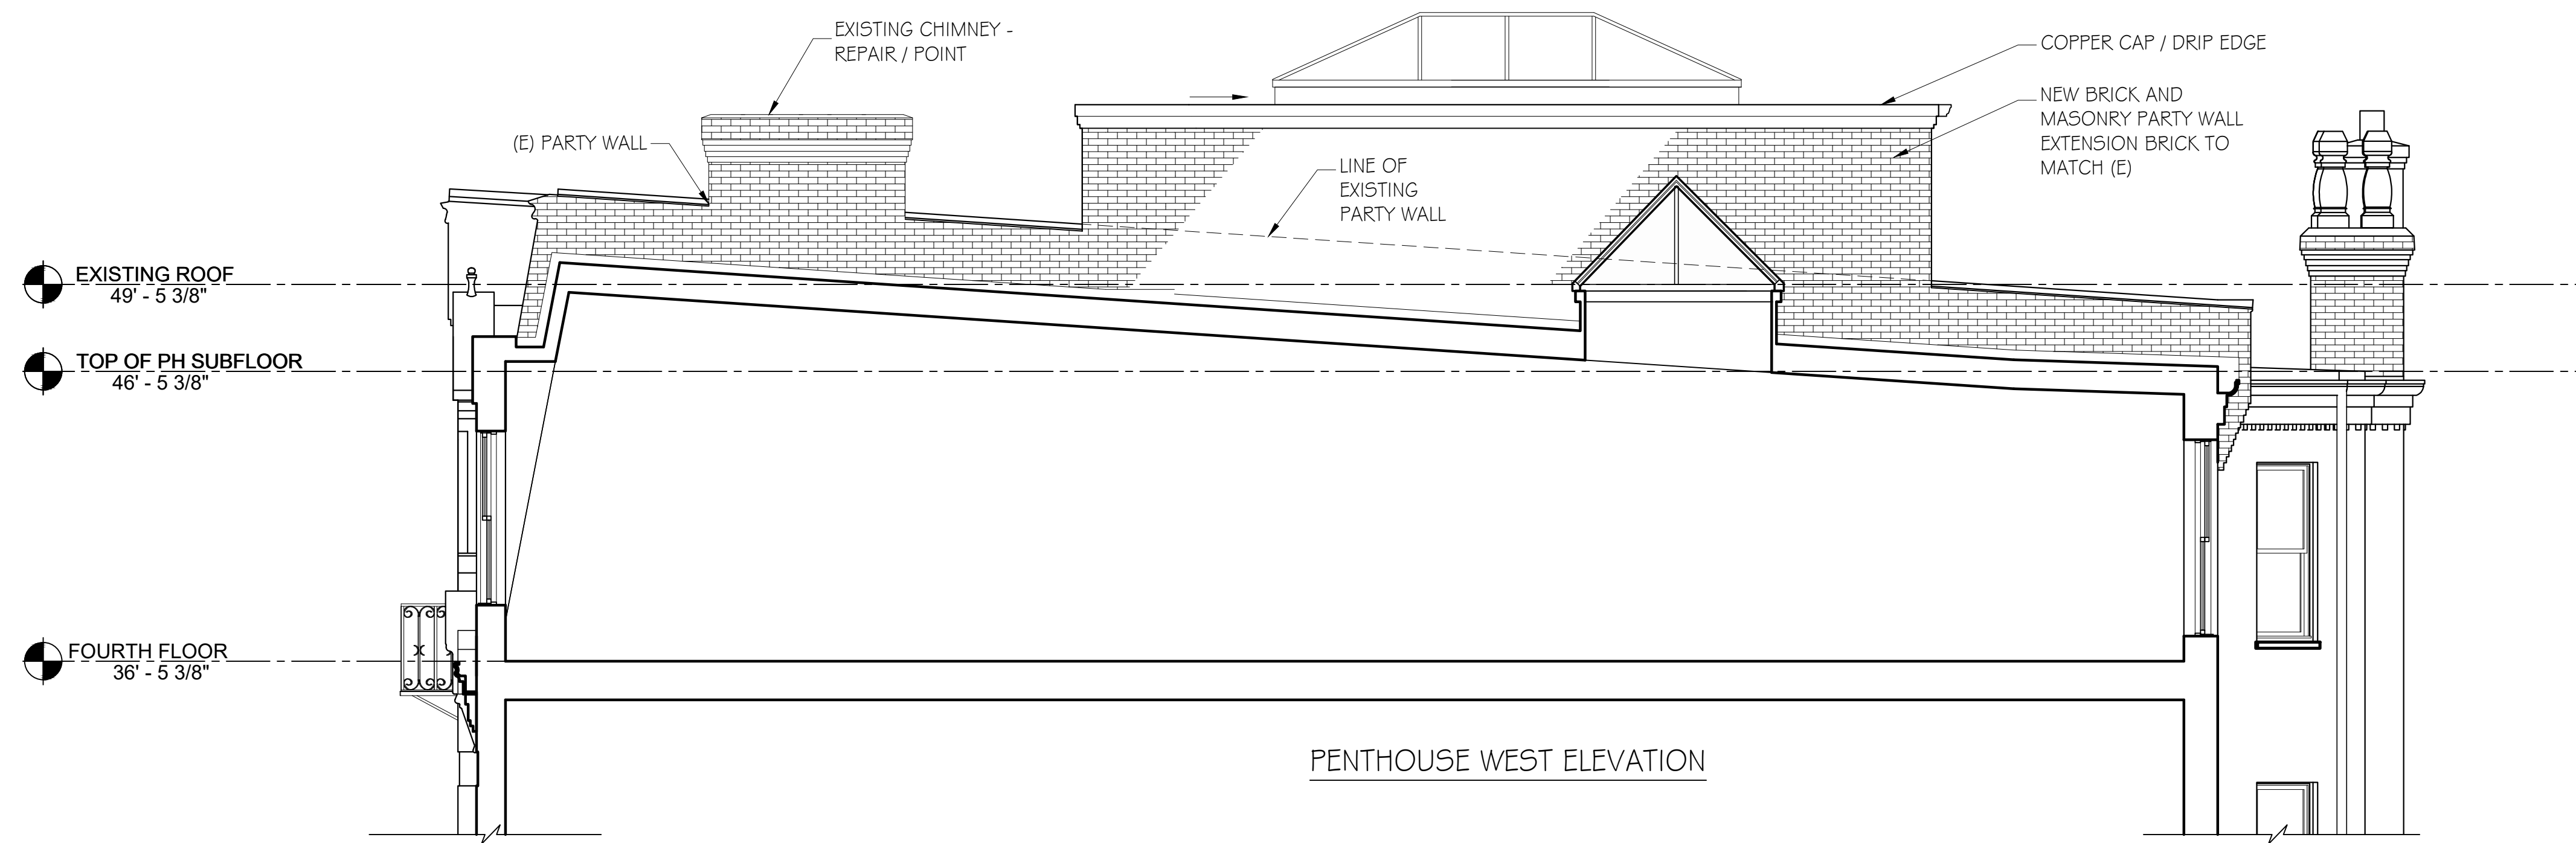 EXISTING CHIMNEY -
REPAIR / POINT
COPPER CAP / DRIP EDGE
NEW BRICK AND
MASONRY PARTY WALL
EXTENSION BRICK TO
MATCH (E)
(E) PARTY WALL
LINE OF
EXISTING
PARTY WALL
EXISTING ROOF
49' - 5 3/8"
TOP OF PH SUBFLOOR
46' - 5 3/8"
FOURTH FLOOR
36' - 5 3/8"
PENTHOUSE WEST ELEVATION